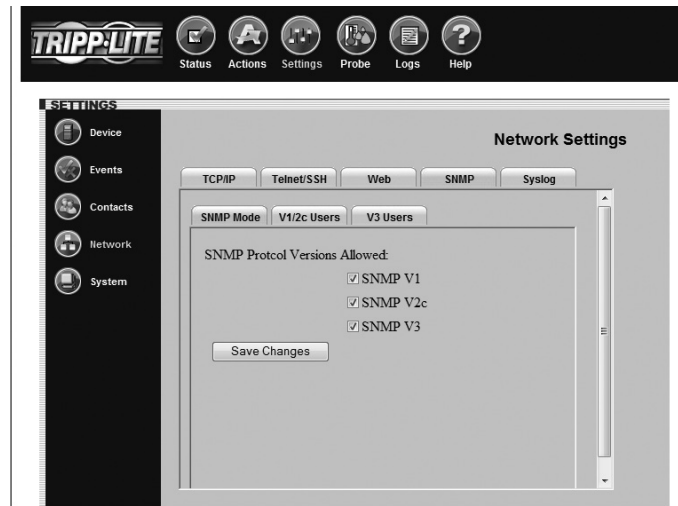 TRIPP·LITE
Status Actions Settings Probe Logs Help
SETTINGS
Device
Events
Contacts
Network
System
Network Settings
TCP/IP Telnet/SSH Web SNMP Syslog
SNMP Mode V1/2c Users V3 Users
SNMP Protcol Versions Allowed:
SNMP V1
SNMP V2c
SNMP V3
Save Changes